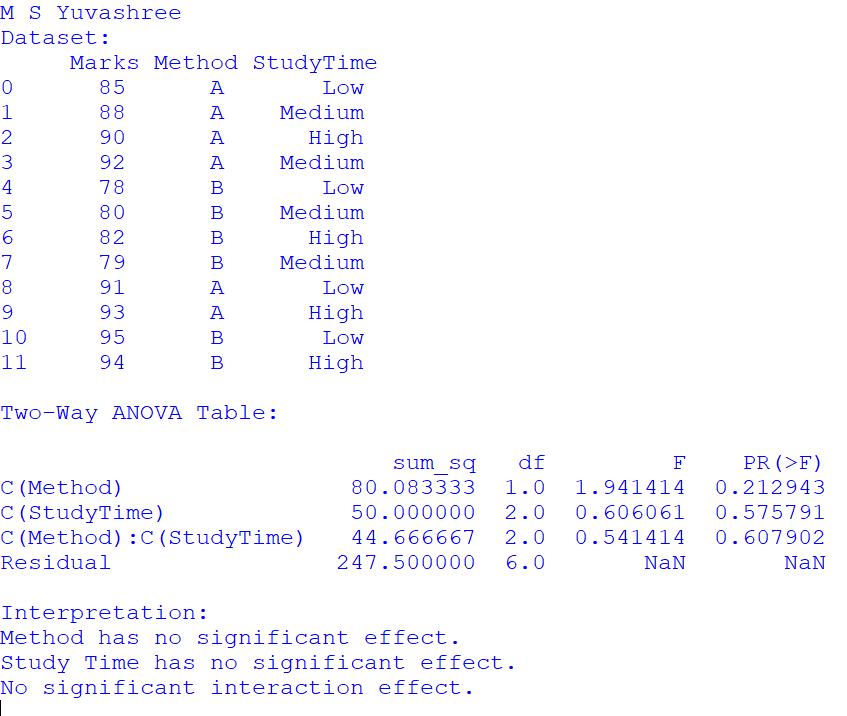 M S Yuvashree
Dataset:
Marks Method StudyTime
0 85 A Low
1 88 A Medium
2 90 A High
3 92 A Medium
4 78 B Low
5 80 B Medium
6 82 B High
7 79 B Medium
8 91 A Low
9 93 A High
10 95 B Low
11 94 B High
Two-Way ANOVA Table:
sum_sq df F PR(>F)
C(Method) 80.083333 1.0 1.941414 0.212943
C(StudyTime) 50.000000 2.0 0.606061 0.575791
C(Method):C(StudyTime) 44.666667 2.0 0.541414 0.607902
Residual 247.500000 6.0 NaN NaN
Interpretation:
Method has no significant effect.
Study Time has no significant effect.
No significant interaction effect.